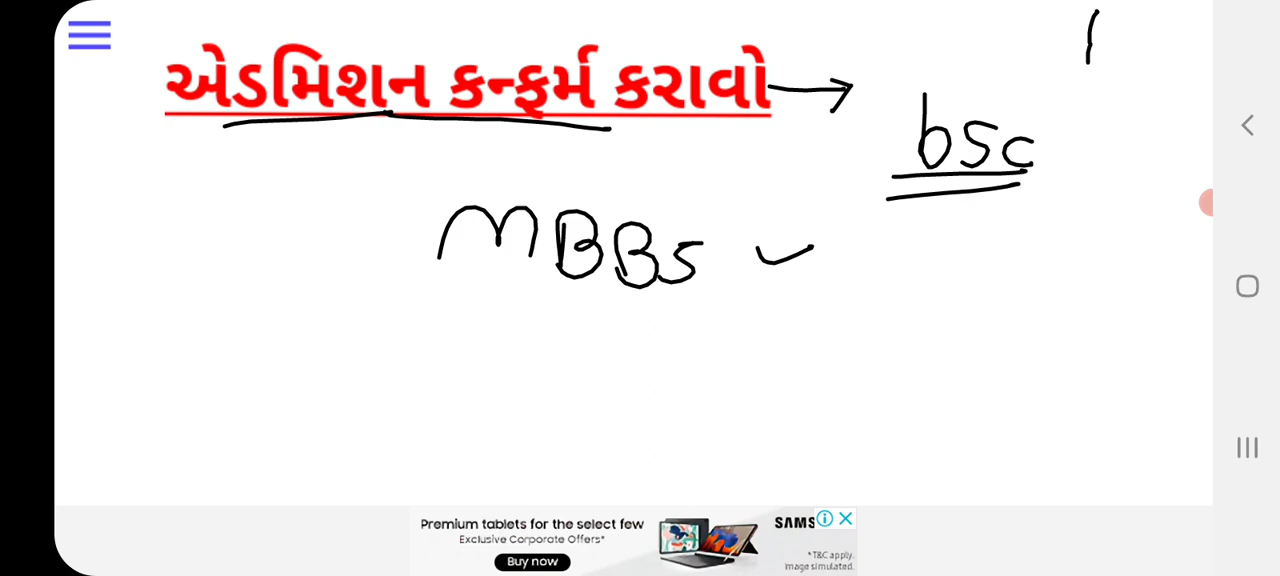 એડમિશન કન્ફર્મ કરાવો
bsc
MBBS
Premium tablets for the select few
Exclusive Corporate Offers*
Buy now
SAMS
*T&C apply.
Image simulated.